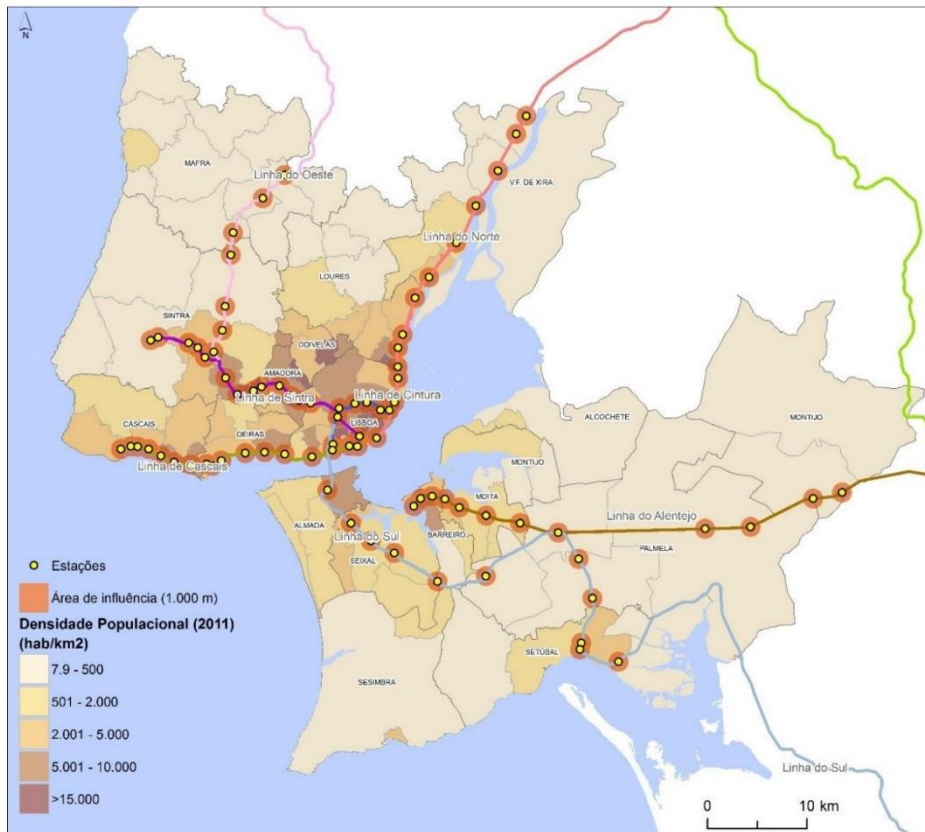 N
MAFRA
Linha do Oeste
V.F. DE XIRA
Linha do Norte
LOURES
SINTRA
ODIVELAS
AMADORA
Linha de Sintra
Linha de Cintura
LISBOA
CASCAIS
OEIRAS
Linha de Cascais
ALCOCHETE
MONTIJO
MONTIJO
MOITA
ALMADA
BARREIRO
Linha do Alentejo
Linha do Sul
SEIXAL
PALMELA
SETÚBAL
SESIMBRA
Linha do Sul
Estações
Área de influência (1.000 m)
Densidade Populacional (2011)
(hab/km2)
7.9 - 500
501 - 2.000
2.001 - 5.000
5.001 - 10.000
>15.000
0 10 km